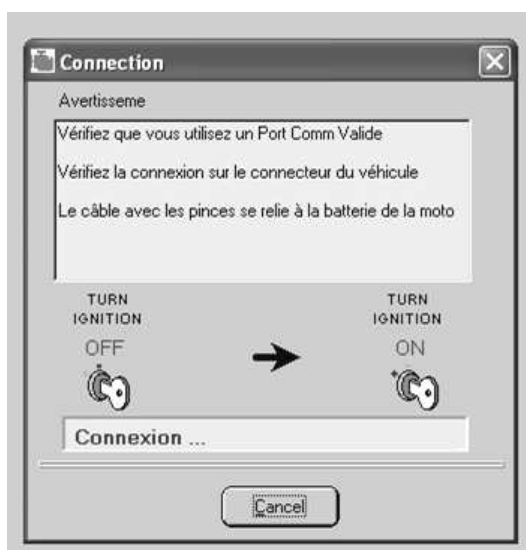 Connection
Avertisseme
Vérifiez que vous utilisez un Port Comm Valide
Vérifiez la connexion sur le connecteur du véhicule
Le câble avec les pinces se relie à la batterie de la moto
TURN
IGNITION
OFF
TURN
IGNITION
ON
Connexion ...
Cancel